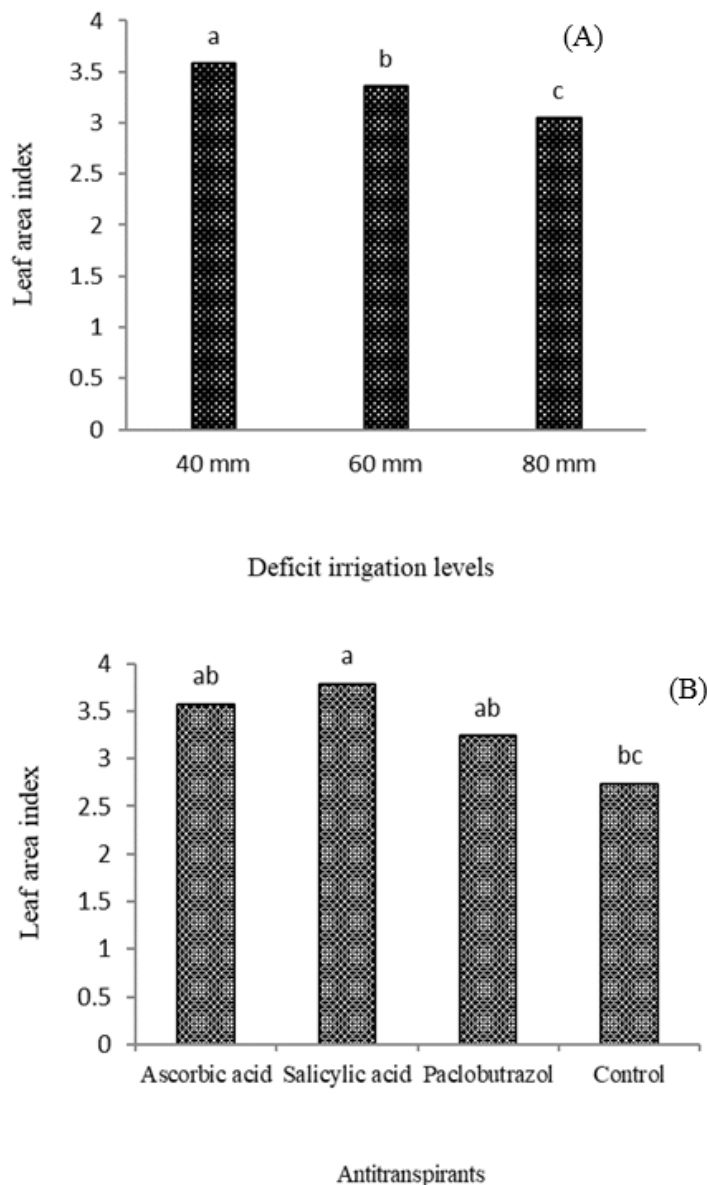 4
(A)
a
3.5
b
c
3
2.5
2
1.5
1
0.5
0
Leaf area index
40 mm 60 mm 80 mm
Deficit irrigation levels
4
ab
a
(B)
3.5
ab
bc
3
2.5
2
1.5
1
0.5
0
Leaf area index
Ascorbic acid Salicylic acid Paclobutrazol Control
Antitranspirants